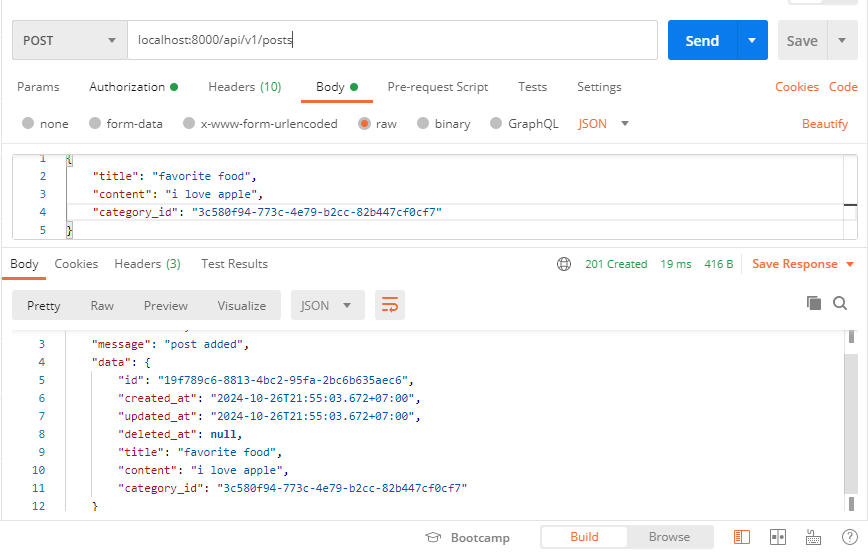 POST localhost:8000/api/v1/posts Send Save
Params Authorization Headers (10) Body Pre-request Script Tests Settings Cookies Code
none form-data x-www-form-urlencoded raw binary GraphQL JSON Beautify
1 {
2 "title": "favorite food",
3 "content": "i love apple",
4 "category_id": "3c580f94-773c-4e79-b2cc-82b447cf0cf7"
5 }
Body Cookies Headers (3) Test Results 201 Created 19 ms 416 B Save Response
Pretty Raw Preview Visualize JSON
3 "message": "post added",
4 "data": {
5 "id": "19f789c6-8813-4bc2-95fa-2bc6b635aec6",
6 "created_at": "2024-10-26T21:55:03.672+07:00",
7 "updated_at": "2024-10-26T21:55:03.672+07:00",
8 "deleted_at": null,
9 "title": "favorite food",
10 "content": "i love apple",
11 "category_id": "3c580f94-773c-4e79-b2cc-82b447cf0cf7"
12 }
Bootcamp Build Browse